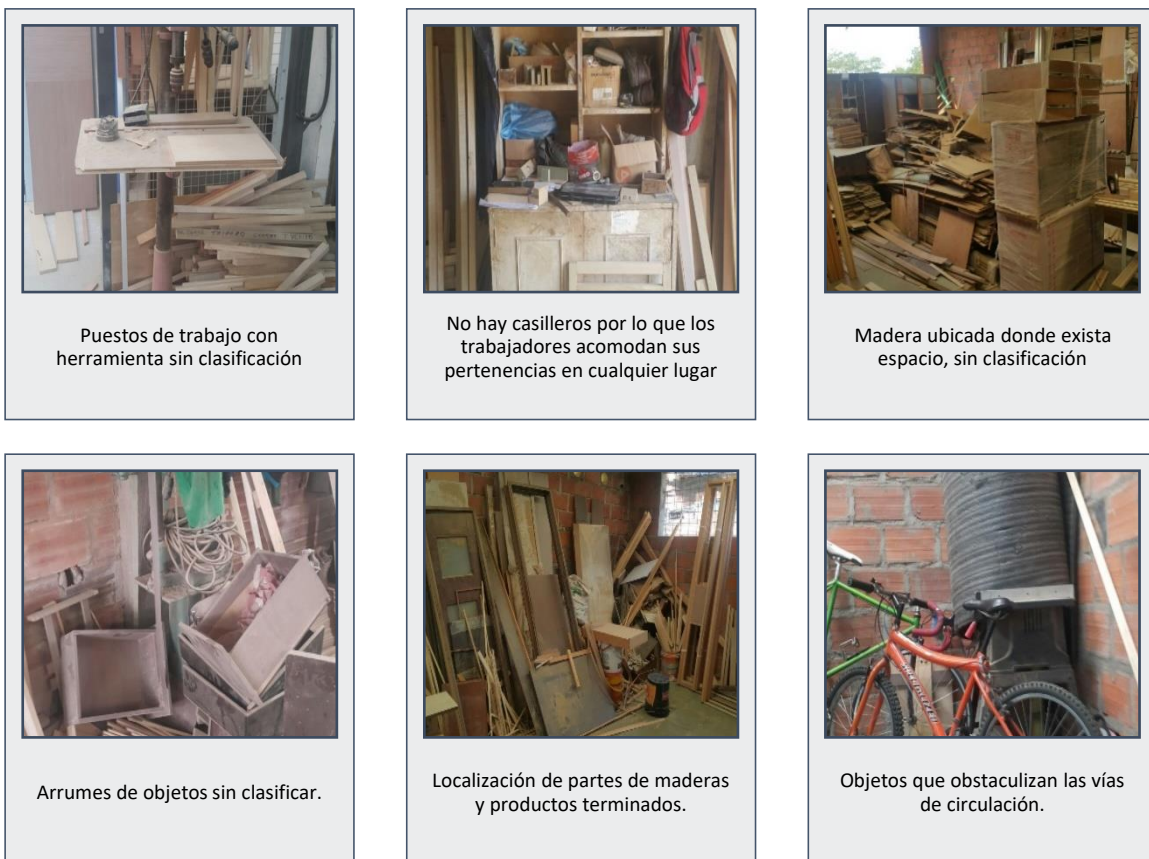 Puestos de trabajo con
herramienta sin clasificación
No hay casilleros por lo que los
trabajadores acomodan sus
pertenencias en cualquier lugar
Madera ubicada donde exista
espacio, sin clasificación
Arrumes de objetos sin clasificar.
Localización de partes de maderas
y productos terminados.
Objetos que obstaculizan las vías
de circulación.